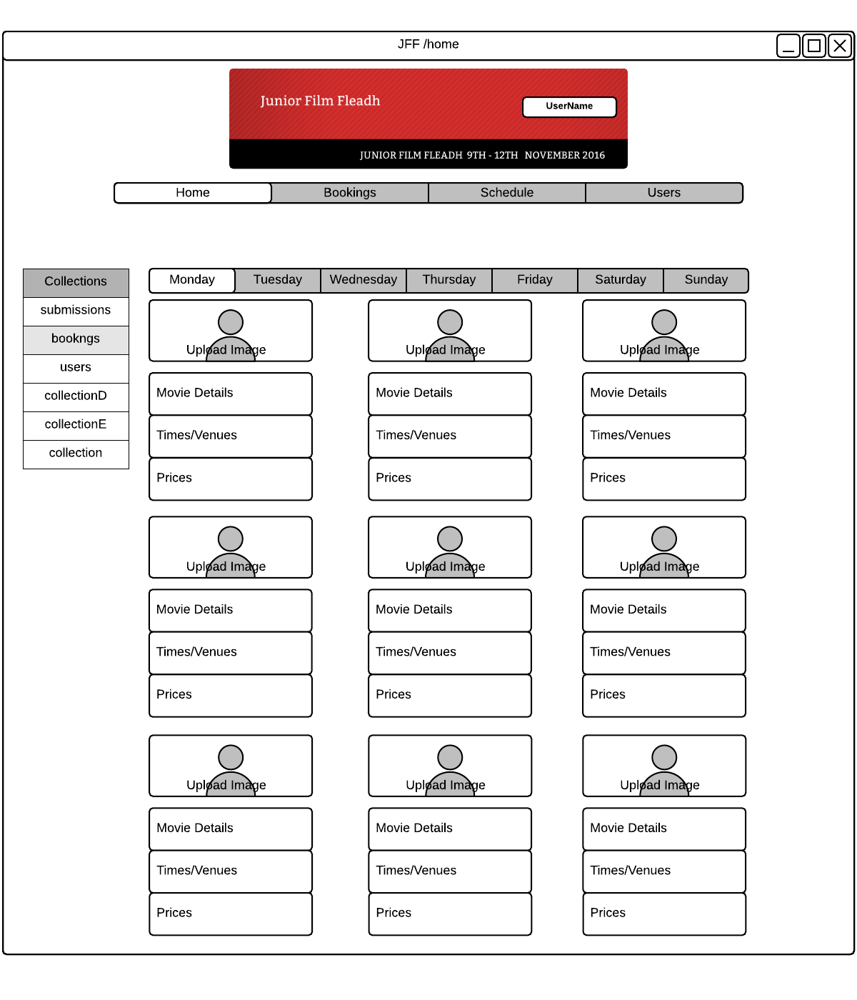 JFF /home
Junior Film Fleadh
UserName
JUNIOR FILM FLEADH 9TH - 12TH NOVEMBER 2016
Home Bookings Schedule Users
Collections
submissions
bookngs
users
collectionD
collectionE
collection
Monday Tuesday Wednesday Thursday Friday Saturday Sunday
Upload Image Upload Image Upload Image
Movie Details Movie Details Movie Details
Times/Venues Times/Venues Times/Venues
Prices Prices Prices
Upload Image Upload Image Upload Image
Movie Details Movie Details Movie Details
Times/Venues Times/Venues Times/Venues
Prices Prices Prices
Upload Image Upload Image Upload Image
Movie Details Movie Details Movie Details
Times/Venues Times/Venues Times/Venues
Prices Prices Prices